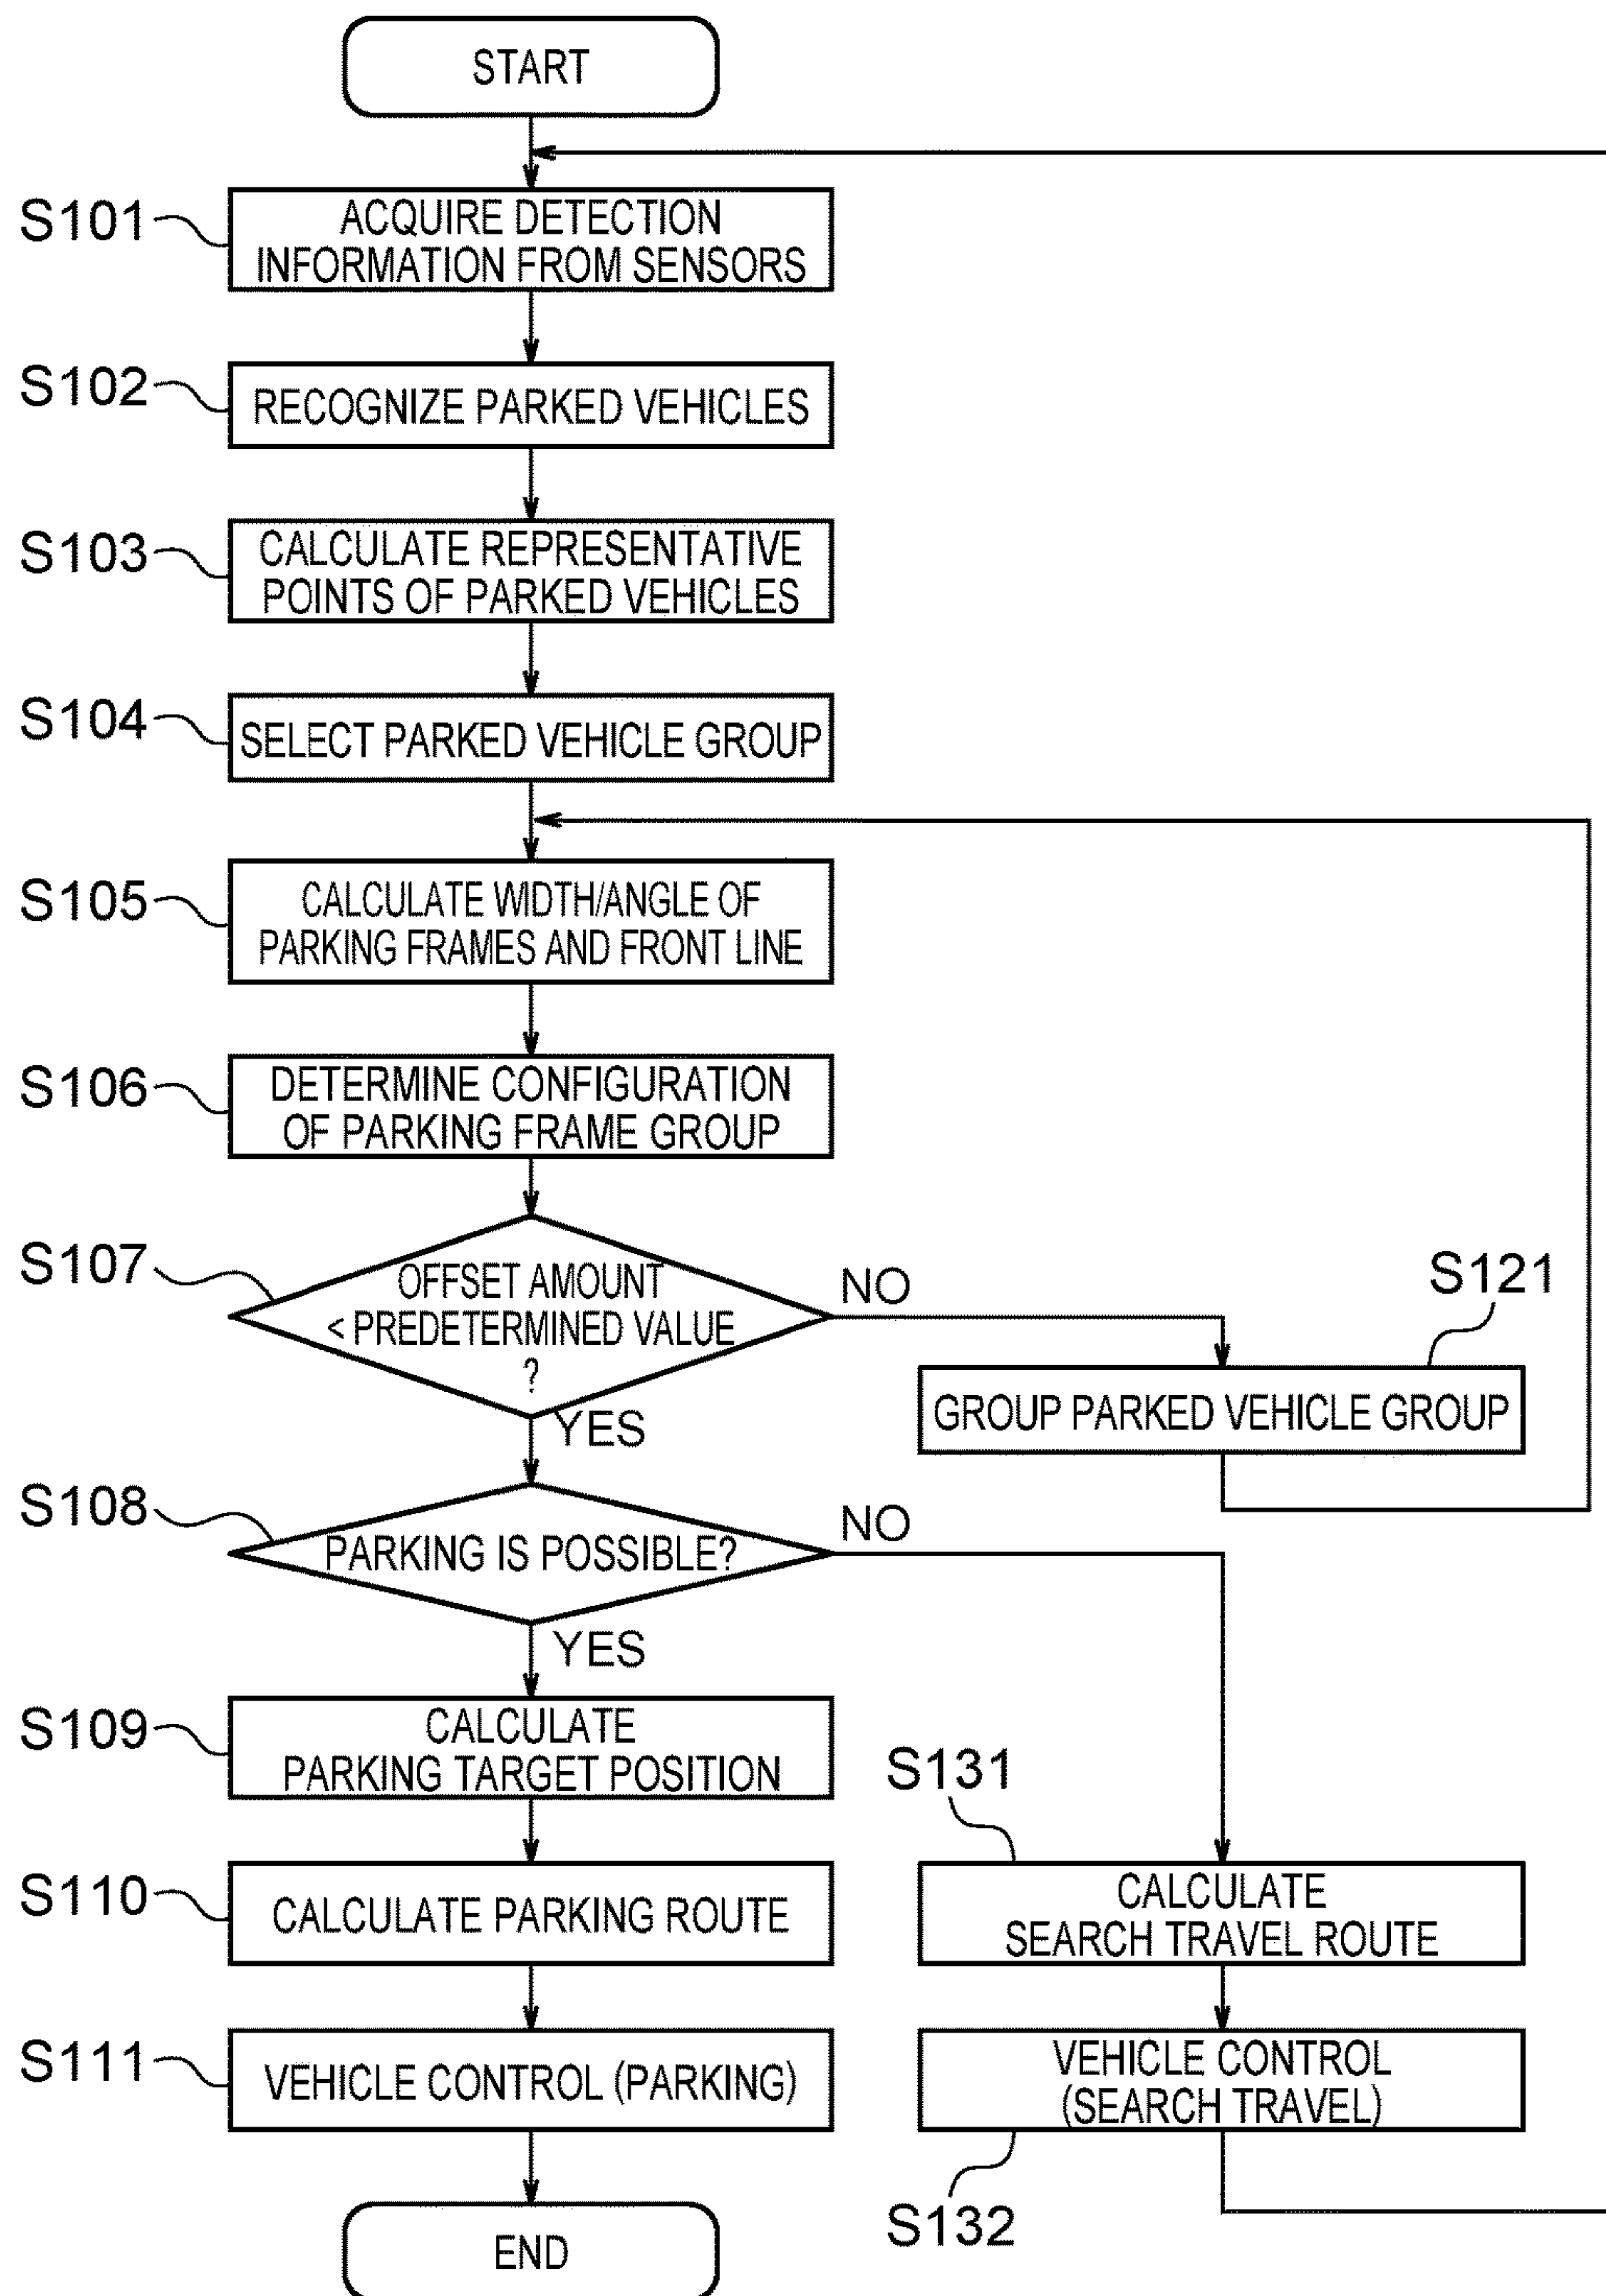 START
S101
ACQUIRE DETECTION
INFORMATION FROM SENSORS
S102
RECOGNIZE PARKED VEHICLES
S103
CALCULATE REPRESENTATIVE
POINTS OF PARKED VEHICLES
S104
SELECT PARKED VEHICLE GROUP
S105
CALCULATE WIDTH/ANGLE OF
PARKING FRAMES AND FRONT LINE
S106
DETERMINE CONFIGURATION
OF PARKING FRAME GROUP
S107
OFFSET AMOUNT
< PREDETERMINED VALUE
?
NO
S121
GROUP PARKED VEHICLE GROUP
YES
S108
PARKING IS POSSIBLE?
NO
YES
S109
CALCULATE
PARKING TARGET POSITION
S131
CALCULATE
SEARCH TRAVEL ROUTE
S110
CALCULATE PARKING ROUTE
S111
VEHICLE CONTROL (PARKING)
VEHICLE CONTROL
(SEARCH TRAVEL)
S132
END